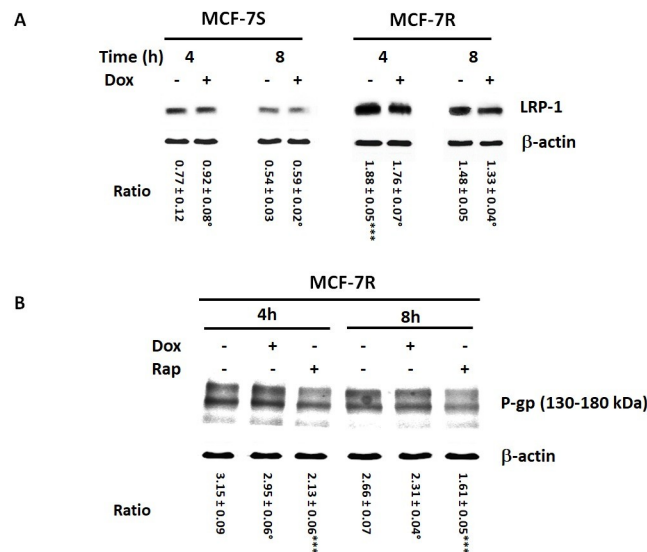 A
MCF-7S MCF-7R
Time (h) 4 8 4 8
Dox - + - + - + - +
LRP-1
β-actin
Ratio 0.77 ± 0.12 0.92 ± 0.08° 0.54 ± 0.03 0.59 ± 0.02° 1.88 ± 0.05*** 1.76 ± 0.07° 1.48 ± 0.05 1.33 ± 0.04°
B
MCF-7R
4h 8h
Dox - + - - + -
Rap - - + - - +
P-gp (130-180 kDa)
β-actin
Ratio 3.15 ± 0.09 2.95 ± 0.06° 2.13 ± 0.06*** 2.66 ± 0.07 2.31 ± 0.04° 1.61 ± 0.05***